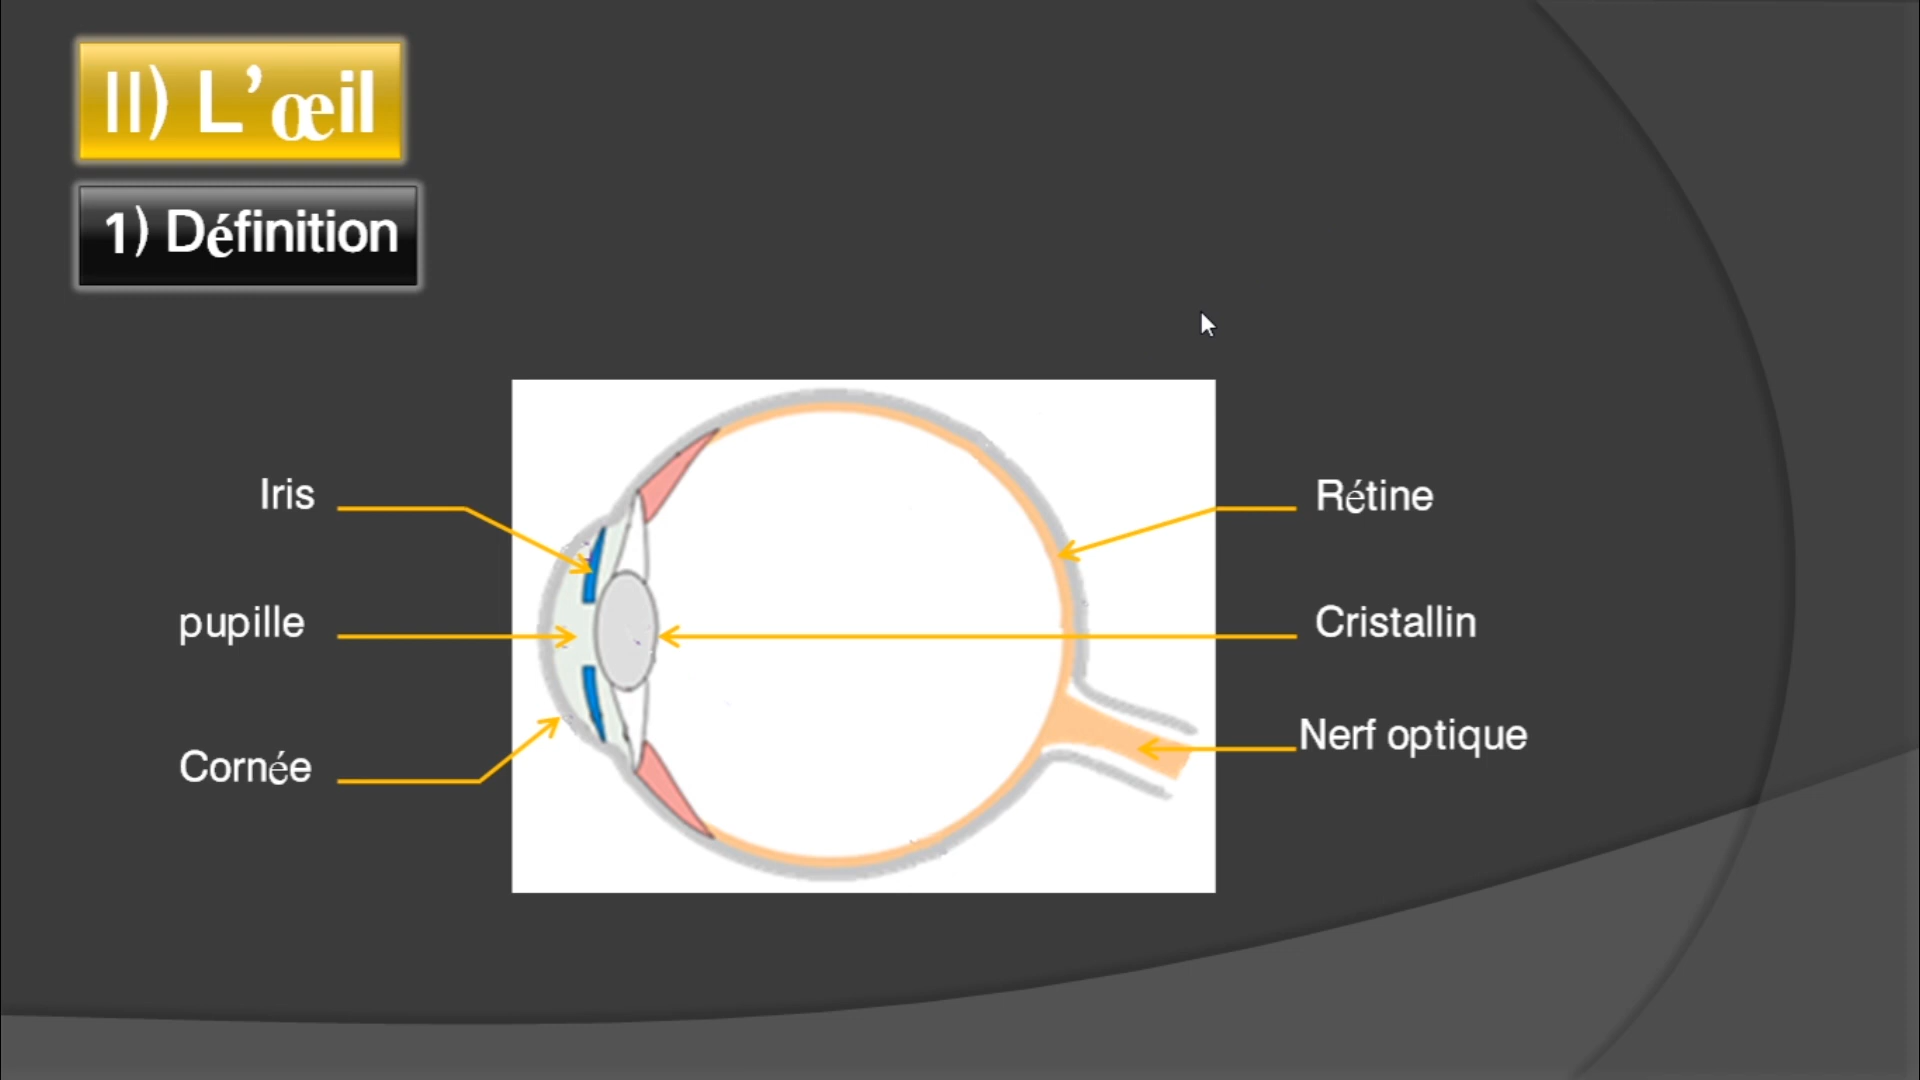 II) L’œil
1) Définition
Iris
pupille
Cornée
Rétine
Cristallin
Nerf optique